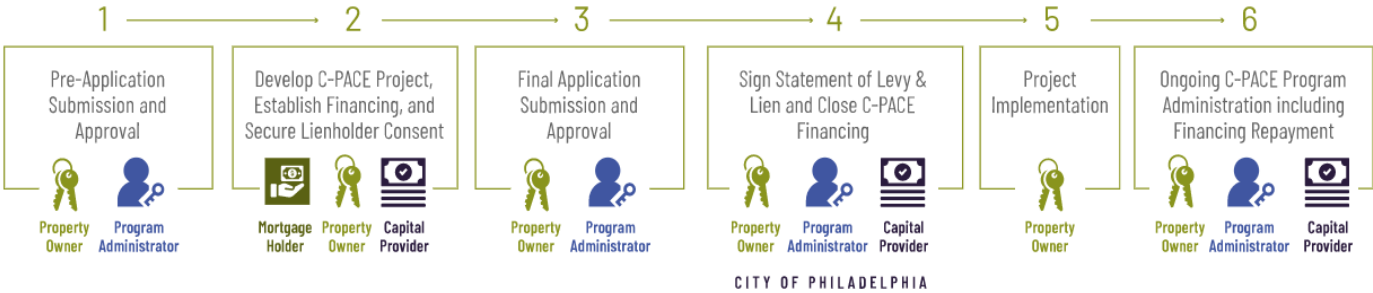 1
2
3
4
5
6
Pre-Application
Submission and
Approval
Property
Owner
Program
Administrator
Develop C-PACE Project,
Establish Financing, and
Secure Lienholder Consent
Mortgage
Holder
Property
Owner
Capital
Provider
Final Application
Submission and
Approval
Property
Owner
Program
Administrator
Sign Statement of Levy &
Lien and Close C-PACE
Financing
Property
Owner
Program
Administrator
Capital
Provider
CITY OF PHILADELPHIA
Project
Implementation
Property
Owner
Ongoing C-PACE Program
Administration including
Financing Repayment
Property
Owner
Program
Administrator
Capital
Provider